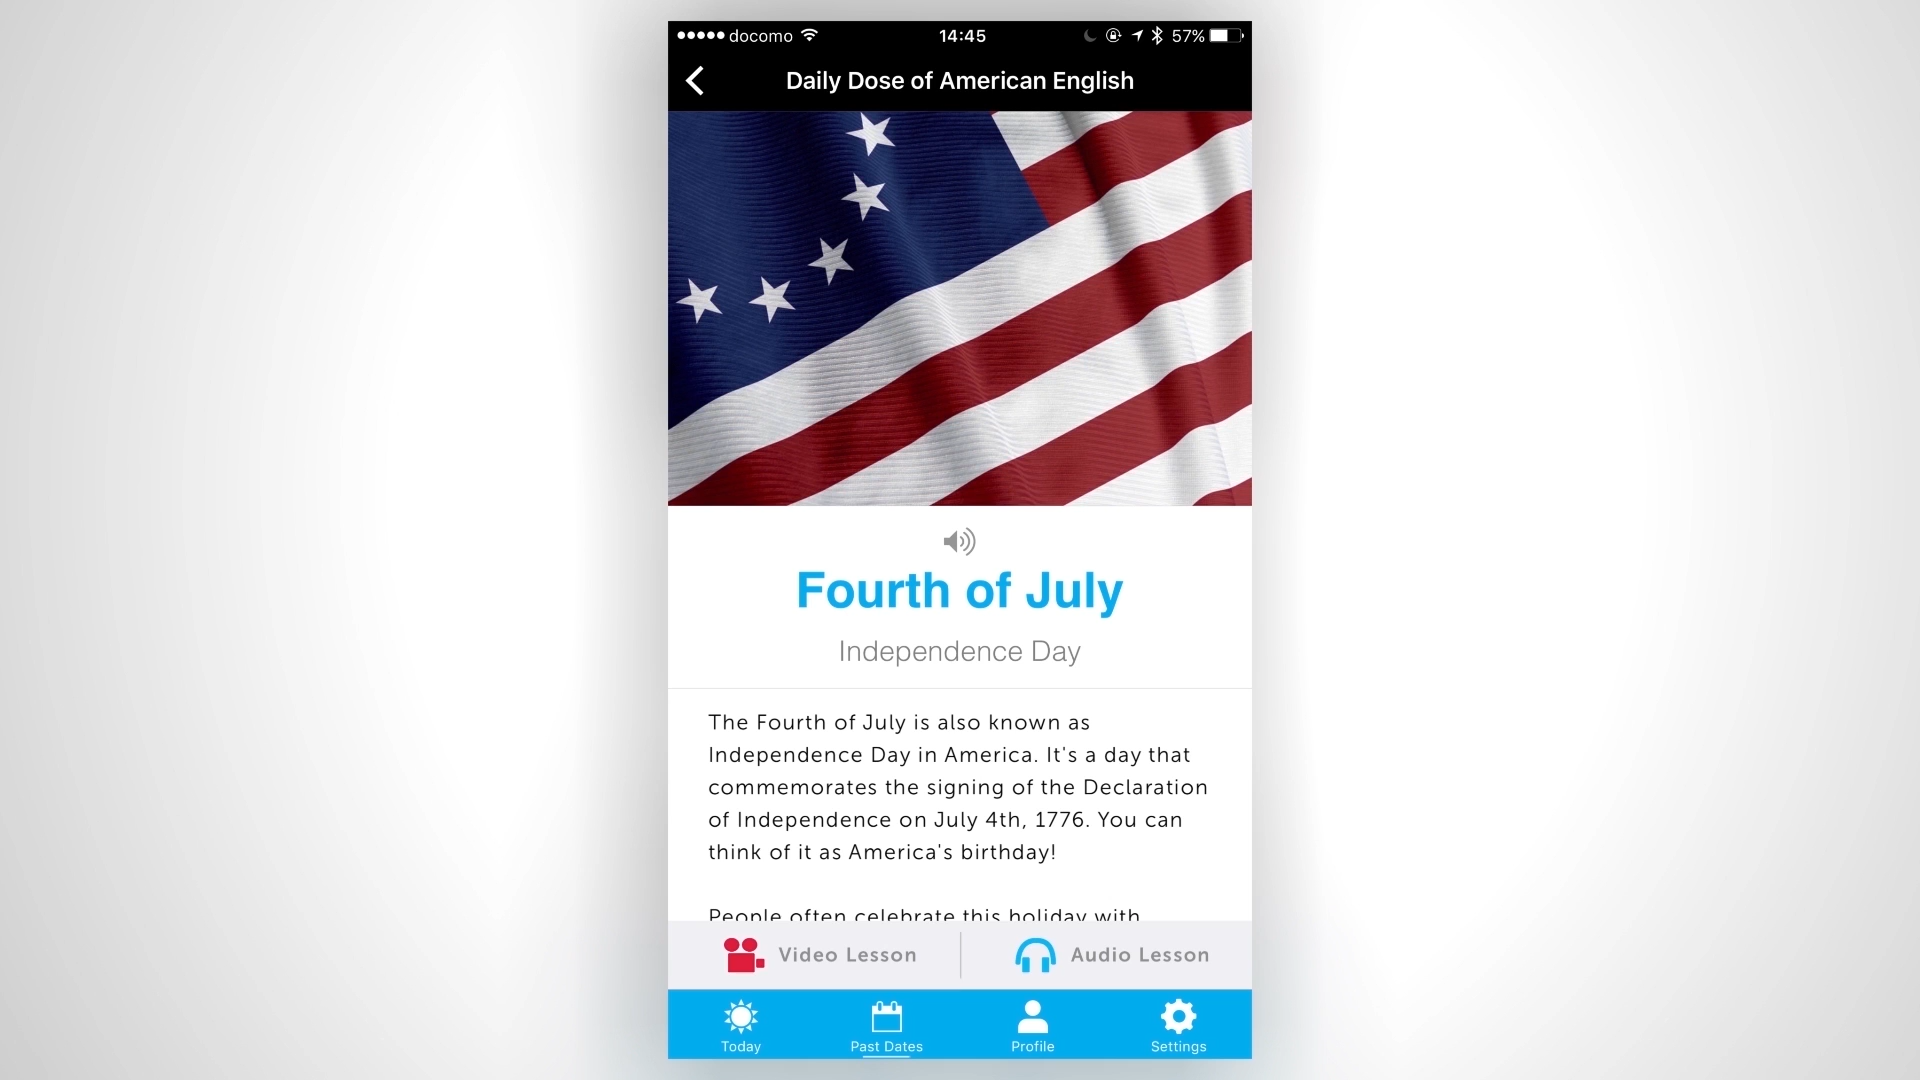 docomo 14:45 57%
Daily Dose of American English
Fourth of July
Independence Day
The Fourth of July is also known as
Independence Day in America. It's a day that
commemorates the signing of the Declaration
of Independence on July 4th, 1776. You can
think of it as America's birthday!
People often celebrate this holiday with
Video Lesson Audio Lesson
Today Past Dates Profile Settings